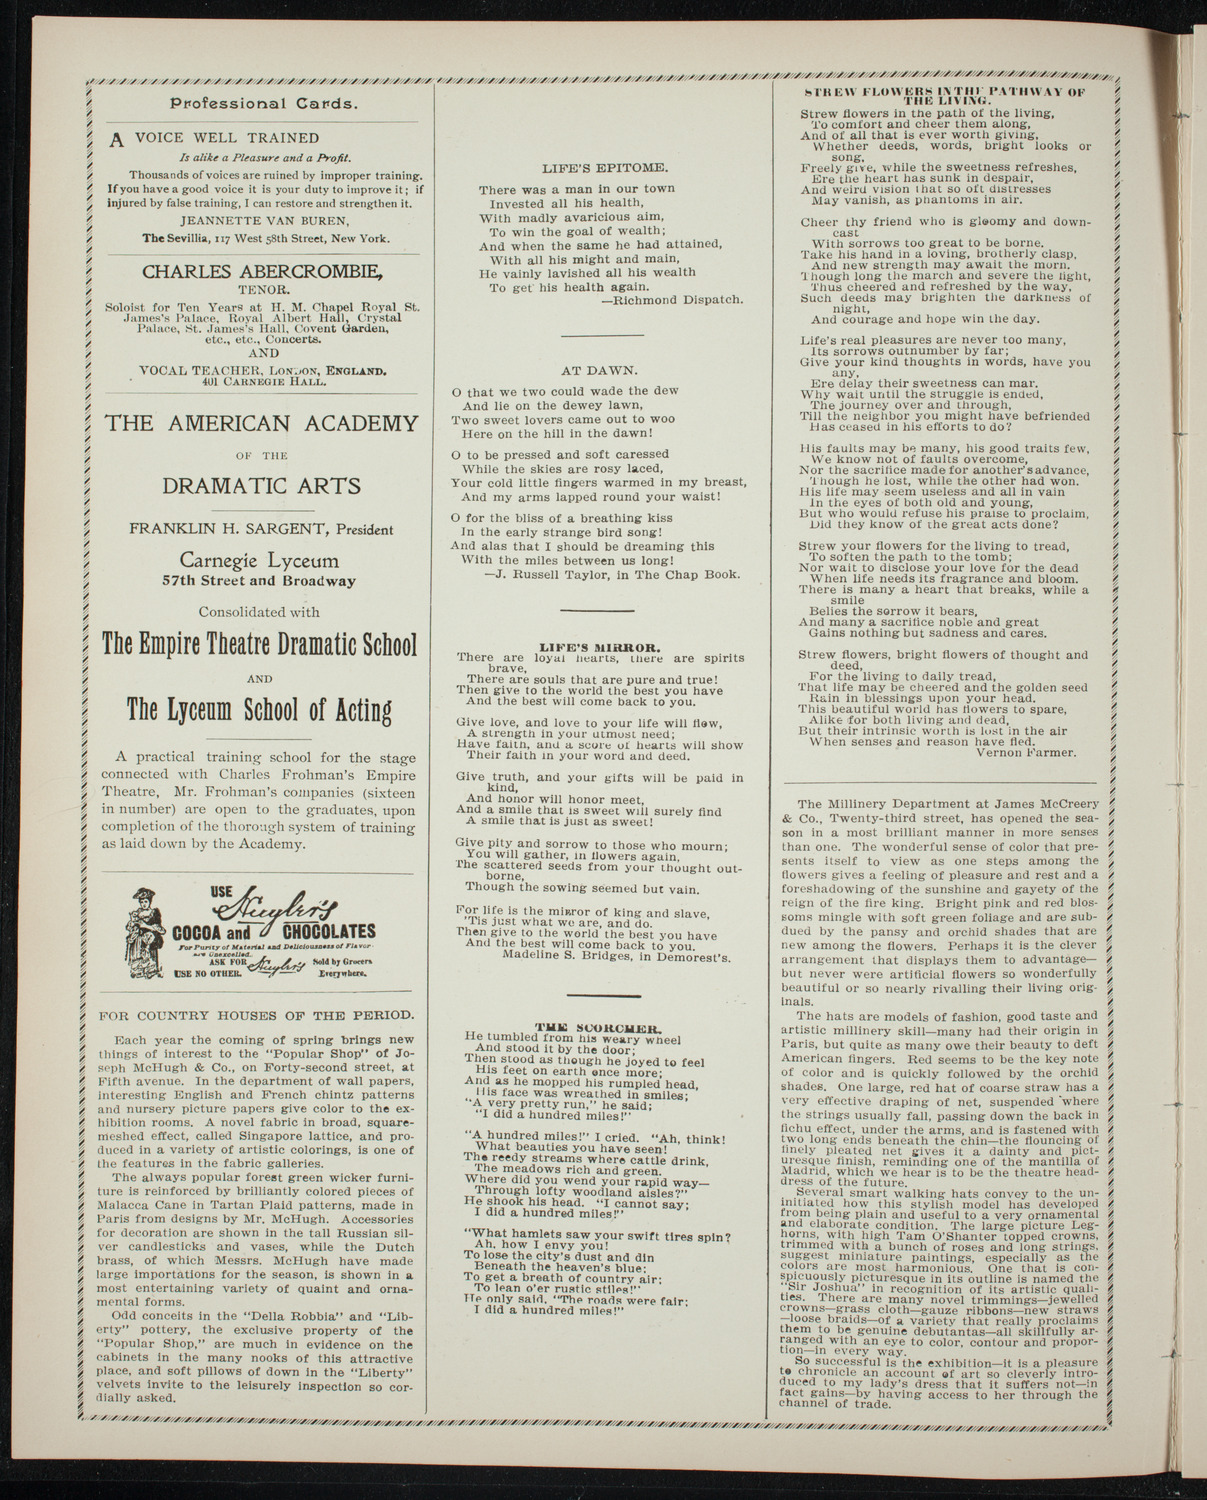 Professional Cards.
A VOICE WELL TRAINED
Is alike a Pleasure and a Profit.
Thousands of voices are ruined by improper training.
If you have a good voice it is your duty to improve it; if
injured by false training, I can restore and strengthen it.
JEANNETTE VAN BUREN,
The Sevillia, 117 West 58th Street, New York.
CHARLES ABERCROMBIE,
TENOR.
Soloist for Ten Years at H. M. Chapel Royal St.
James's Palace, Royal Albert Hall, Crystal
Palace, St. James's Hall, Covent Garden,
etc., etc., Concerts.
AND
VOCAL TEACHER, LONDON, ENGLAND.
401 CARNEGIE HALL.
THE AMERICAN ACADEMY
OF THE
DRAMATIC ARTS
FRANKLIN H. SARGENT, President
Carnegie Lyceum
57th Street and Broadway
Consolidated with
The Empire Theatre Dramatic School
AND
The Lyceum School of Acting
A practical training school for the stage
connected with Charles Frohman's Empire
Theatre, Mr. Frohman's companies (sixteen
in number) are open to the graduates, upon
completion of the thorough system of training
as laid down by the Academy.
USE Huyler's
COCOA and CHOCOLATES
For Purity of Material and Deliciousness of Flavor
are Unexcelled.
ASK FOR Huyler's Sold by Grocers
USE NO OTHER. Everywhere.
FOR COUNTRY HOUSES OF THE PERIOD.
Each year the coming of spring brings new
things of interest to the "Popular Shop" of Jo-
seph McHugh & Co., on Forty-second street, at
Fifth avenue. In the department of wall papers,
interesting English and French chintz patterns
and nursery picture papers give color to the ex-
hibition rooms. A novel fabric in broad, square-
meshed effect, called Singapore lattice, and pro-
duced in a variety of artistic colorings, is one of
the features in the fabric galleries.
The always popular forest green wicker furni-
ture is reinforced by brilliantly colored pieces of
Malacca Cane in Tartan Plaid patterns, made in
Paris from designs by Mr. McHugh. Accessories
for decoration are shown in the tall Russian sil-
ver candlesticks and vases, while the Dutch
brass, of which Messrs. McHugh have made
large importations for the season, is shown in a
most entertaining variety of quaint and orna-
mental forms.
Odd conceits in the "Della Robbia" and "Lib-
erty" pottery, the exclusive property of the
"Popular Shop," are much in evidence on the
cabinets in the many nooks of this attractive
place, and soft pillows of down in the "Liberty"
velvets invite to the leisurely inspection so cor-
dially asked.
LIFE'S EPITOME.
There was a man in our town
Invested all his health,
With madly avaricious aim,
To win the goal of wealth;
And when the same he had attained,
With all his might and main,
He vainly lavished all his wealth
To get his health again.
—Richmond Dispatch.
AT DAWN.
O that we two could wade the dew
And lie on the dewey lawn,
Two sweet lovers came out to woo
Here on the hill in the dawn!
O to be pressed and soft caressed
While the skies are rosy laced,
Your cold little fingers warmed in my breast,
And my arms lapped round your waist!
O for the bliss of a breathing kiss
In the early strange bird song!
And alas that I should be dreaming this
With the miles between us long!
—J. Russell Taylor, in The Chap Book.
LIFE'S MIRROR.
There are loyal hearts, there are spirits
brave,
There are souls that are pure and true!
Then give to the world the best you have
And the best will come back to you.
Give love, and love to your life will flow,
A strength in your utmost need;
Have faith, and a score of hearts will show
Their faith in your word and deed.
Give truth, and your gifts will be paid in
kind,
And honor will honor meet,
And a smile that is sweet will surely find
A smile that is just as sweet!
Give pity and sorrow to those who mourn;
You will gather, in flowers again,
The scattered seeds from your thought out-
borne,
Though the sowing seemed but vain.
For life is the mirror of king and slave,
'Tis just what we are, and do.
Then give to the world the best you have
And the best will come back to you.
Madeline S. Bridges, in Demorest's.
THE SCORCHER.
He tumbled from his weary wheel
And stood it by the door;
Then stood as though he joyed to feel
His feet on earth once more;
And as he mopped his rumpled head,
His face was wreathed in smiles;
"A very pretty run," he said;
"I did a hundred miles!"
"A hundred miles!" I cried. "Ah, think!
What beauties you have seen!
The reedy streams where cattle drink,
The meadows rich and green.
Where did you wend your rapid way—
Through lofty woodland aisles?"
He shook his head. "I cannot say;
I did a hundred miles!"
"What hamlets saw your swift tires spin?
Ah, how I envy you!
To lose the city's dust and din
Beneath the heaven's blue;
To get a breath of country air;
To lean o'er rustic stiles!"
He only said, "The roads were fair;
I did a hundred miles!"
STREW FLOWERS IN THE PATHWAY OF
THE LIVING.
Strew flowers in the path of the living,
To comfort and cheer them along,
And of all that is ever worth giving,
Whether deeds, words, bright looks or
song,
Freely give, while the sweetness refreshes,
Ere the heart has sunk in despair,
And weird vision that so oft distresses
May vanish, as phantoms in air.
Cheer thy friend who is gloomy and down-
cast
With sorrows too great to be borne.
Take his hand in a loving, brotherly clasp,
And new strength may await the morn.
Though long the march and severe the fight,
Thus cheered and refreshed by the way,
Such deeds may brighten the darkness of
night,
And courage and hope win the day.
Life's real pleasures are never too many,
Its sorrows outnumber by far;
Give your kind thoughts in words, have you
any,
Ere delay their sweetness can mar.
Why wait until the struggle is ended,
The journey over and through,
Till the neighbor you might have befriended
Has ceased in his efforts to do?
His faults may be many, his good traits few,
We know not of faults overcome,
Nor the sacrifice made for another's advance,
Though he lost, while the other had won.
His life may seem useless and all in vain
In the eyes of both old and young,
But who would refuse his praise to proclaim,
Did they know of the great acts done?
Strew your flowers for the living to tread,
To soften the path to the tomb;
Nor wait to disclose your love for the dead
When life needs its fragrance and bloom.
There is many a heart that breaks, while a
smile
Belies the sorrow it bears,
And many a sacrifice noble and great
Gains nothing but sadness and cares.
Strew flowers, bright flowers of thought and
deed,
For the living to daily tread,
That life may be cheered and the golden seed
Rain in blessings upon your head.
This beautiful world has flowers to spare,
Alike for both living and dead,
But their intrinsic worth is lost in the air
When senses and reason have fled.
Vernon Farmer.
The Millinery Department at James McCreery
& Co., Twenty-third street, has opened the sea-
son in a most brilliant manner in more senses
than one. The wonderful sense of color that pre-
sents itself to view as one steps among the
flowers gives a feeling of pleasure and rest and a
foreshadowing of the sunshine and gayety of the
reign of the fire king. Bright pink and red blos-
soms mingle with soft green foliage and are sub-
dued by the pansy and orchid shades that are
new among the flowers. Perhaps it is the clever
arrangement that displays them to advantage—
but never were artificial flowers so wonderfully
beautiful or so nearly rivalling their living orig-
inals.
The hats are models of fashion, good taste and
artistic millinery skill—many had their origin in
Paris, but quite as many owe their beauty to deft
American fingers. Red seems to be the key note
of color and is quickly followed by the orchid
shades. One large, red hat of coarse straw has a
very effective draping of net, suspended where
the strings usually fall, passing down the back in
fichu effect, under the arms, and is fastened with
two long ends beneath the chin—the flouncing of
finely pleated net gives it a dainty and pict-
uresque finish, reminding one of the mantilla of
Madrid, which we hear is to be the theatre head-
dress of the future.
Several smart walking hats convey to the un-
initiated how this stylish model has developed
from being plain and useful to a very ornamental
and elaborate condition. The large picture Leg-
horns, with high Tam O'Shanter topped crowns,
trimmed with a bunch of roses and long strings,
suggest miniature paintings, especially as the
colors are most harmonious. One that is con-
spicuously picturesque in its outline is named the
"Sir Joshua" in recognition of its artistic quali-
ties. There are many novel trimmings—jewelled
crowns—grass cloth—gauze ribbons—new straws
—loose braids—of a variety that really proclaims
them to be genuine debutantas—all skillfully ar-
ranged with an eye to color, contour and propor-
tion—in every way.
So successful is the exhibition—it is a pleasure
to chronicle an account of art so cleverly intro-
duced to my lady's dress that it suffers not—in
fact gains—by having access to her through the
channel of trade.